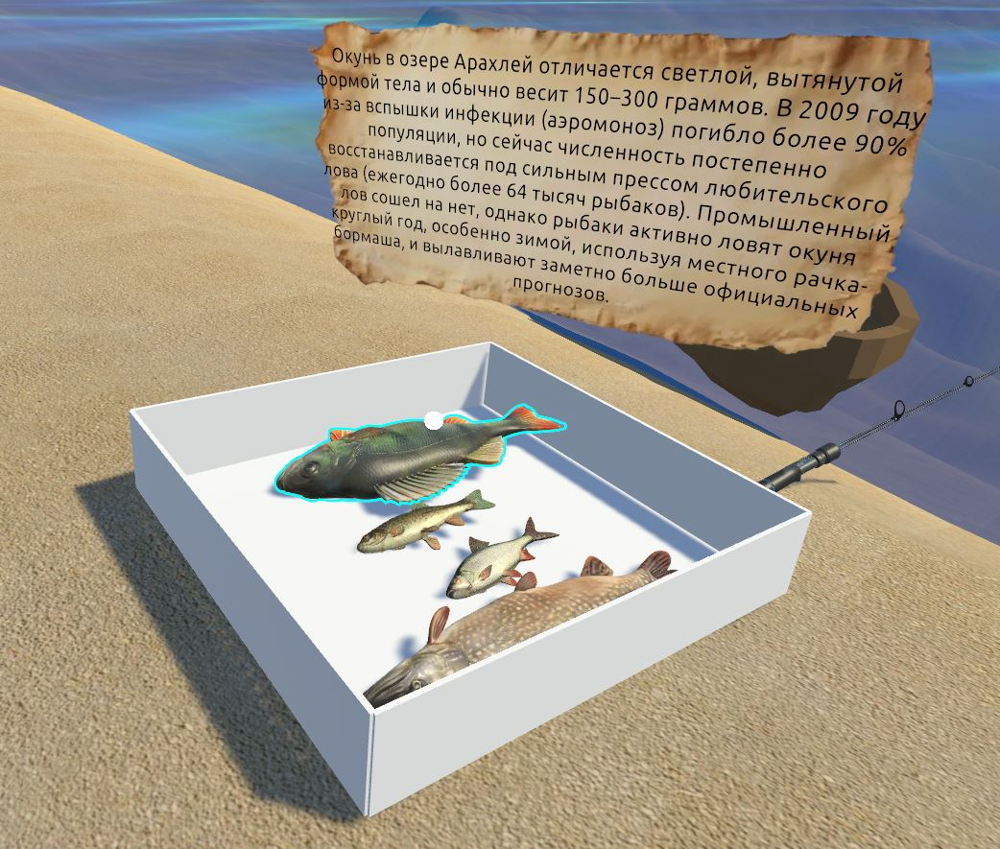 Окунь в озере Арахлей отличается светлой, вытянутой
формой тела и обычно весит 150–300 граммов. В 2009 году
из-за вспышки инфекции (аэромоноз) погибло более 90%
популяции, но сейчас численность постепенно
восстанавливается под сильным прессом любительского
лова (ежегодно более 64 тысяч рыбаков). Промышленный
лов сошел на нет, однако рыбаки активно ловят окуня
круглый год, особенно зимой, используя местного рачка-
бормаша, и вылавливают заметно больше официальных
прогнозов.